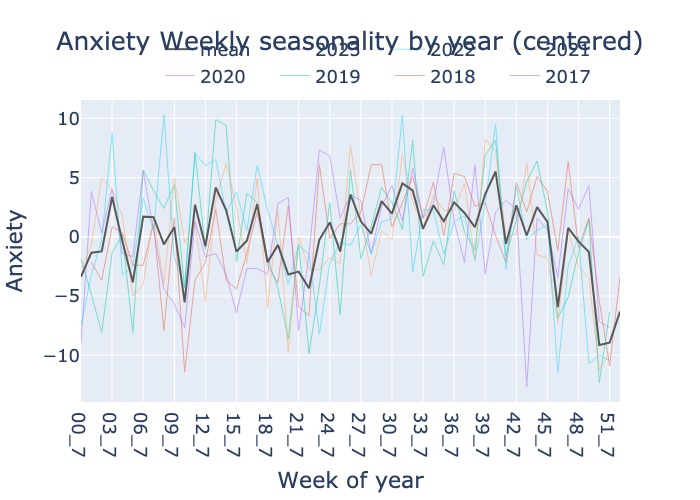 Anxiety Weekly seasonality by year (centered)
mean 2023 2022 2021
2020 2019 2018 2017
10
5
0
−5
−10
Anxiety
00_7 03_7 06_7 09_7 12_7 15_7 18_7 21_7 24_7 27_7 30_7 33_7 36_7 39_7 42_7 45_7 48_7 51_7
Week of year